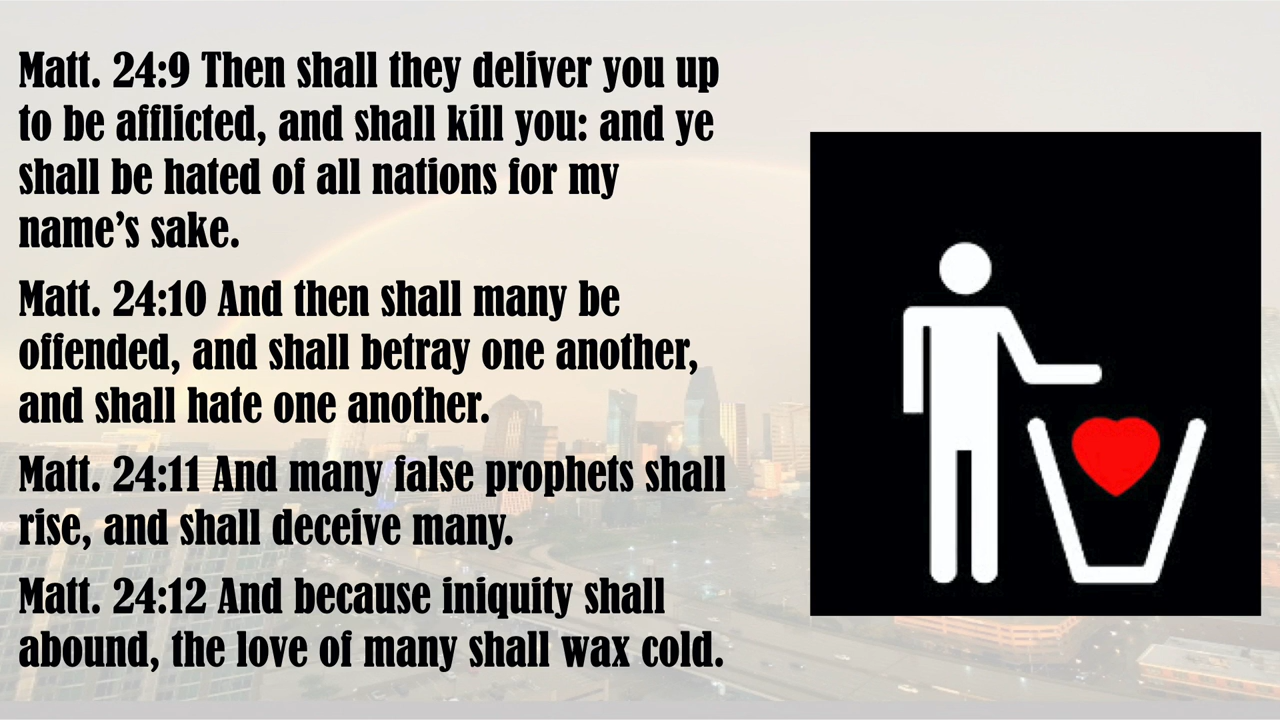 Matt. 24:9 Then shall they deliver you up
to be afflicted, and shall kill you: and ye
shall be hated of all nations for my
name’s sake.
Matt. 24:10 And then shall many be
offended, and shall betray one another,
and shall hate one another.
Matt. 24:11 And many false prophets shall
rise, and shall deceive many.
Matt. 24:12 And because iniquity shall
abound, the love of many shall wax cold.